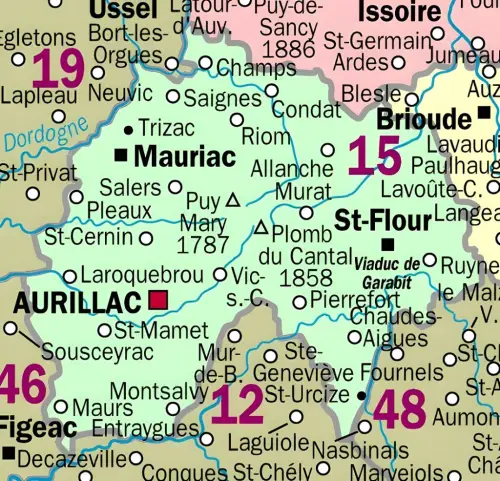 Ussel
Latour-
d'Auv.
Puy-de-
Sancy
1886
Issoire
Égletons
19
Bort-les-
Orgues
Champs
St-Germain
Ardes
Jumeau
Lapleau
Neuvic
Saignes
Condat
Blesle
Auz
Dordogne
Trizac
Riom
Brioude
Mauriac
Allanche
15
Lavaudi
Paulhaug
St-Privat
Salers
Puy
Mary
1787
Murat
Lavoûte-C.
Pleaux
Langea
St-Cernin
Plomb
du Cantal
1858
St-Flour
Viaduc de
Garabit
Ruyne
Laroquebrou
Vic-
s.-C.
AURILLAC
Pierrefort
le Malz
V.
Chaudes-
Aigues
St-Mamet
Sousceyrac
Mur-
de-B.
Ste-
Geneviève
Fournels
St-C
46
Montsalvy
12
St-Urcize
48
St-A
Maurs
Aumon
Figeac
Entraygues
Laguiole
Nasbinals
Decazeville
Conques
St-Chély
Marvejols
Châ